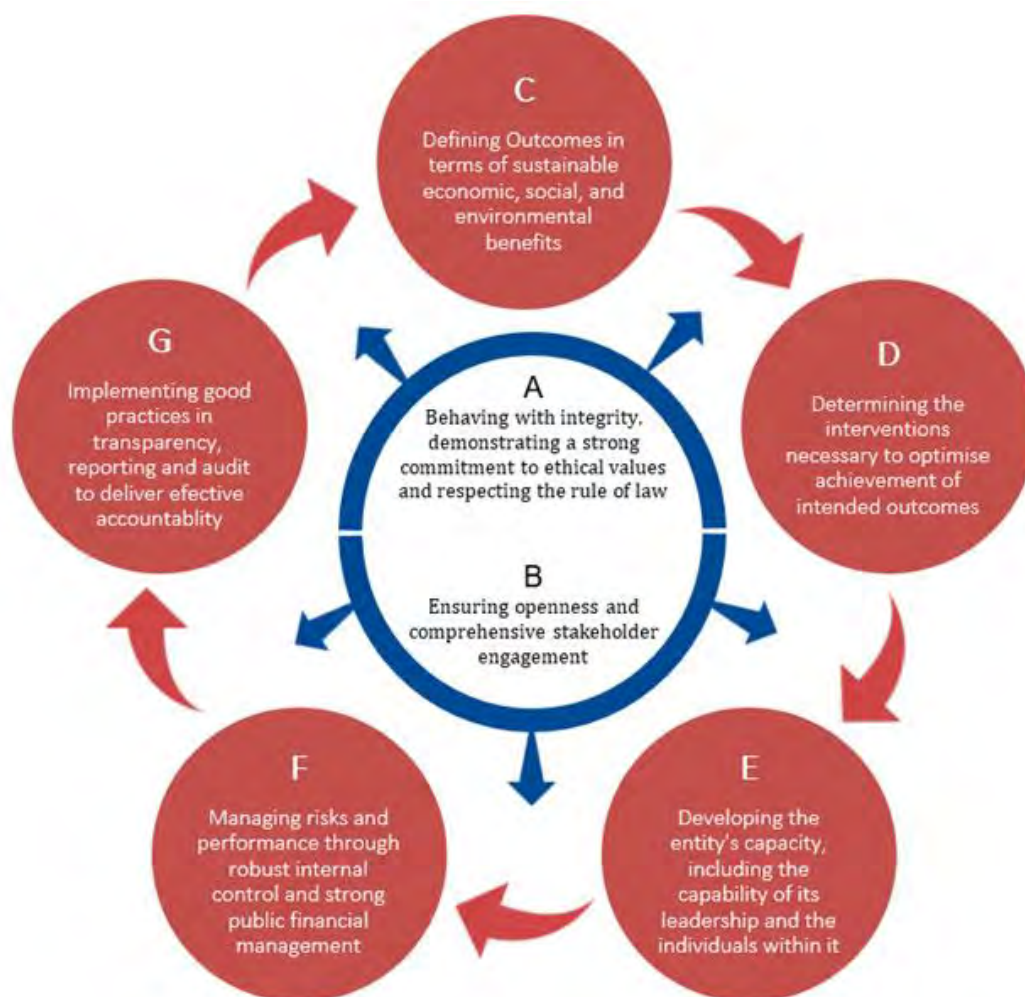 C
Defining Outcomes in
terms of sustainable
economic, social, and
environmental
benefits
G
Implementing good
practices in
transparency,
reporting and audit
to deliver efective
accountablity
A
Behaving with integrity,
demonstrating a strong
commitment to ethical values
and respecting the rule of law
D
Determining the
interventions
necessary to optimise
achievement of
intended outcomes
B
Ensuring openness and
comprehensive stakeholder
engagement
F
Managing risks and
performance through
robust internal
control and strong
public financial
management
E
Developing the
entity's capacity,
including the
capability of its
leadership and the
individuals within it